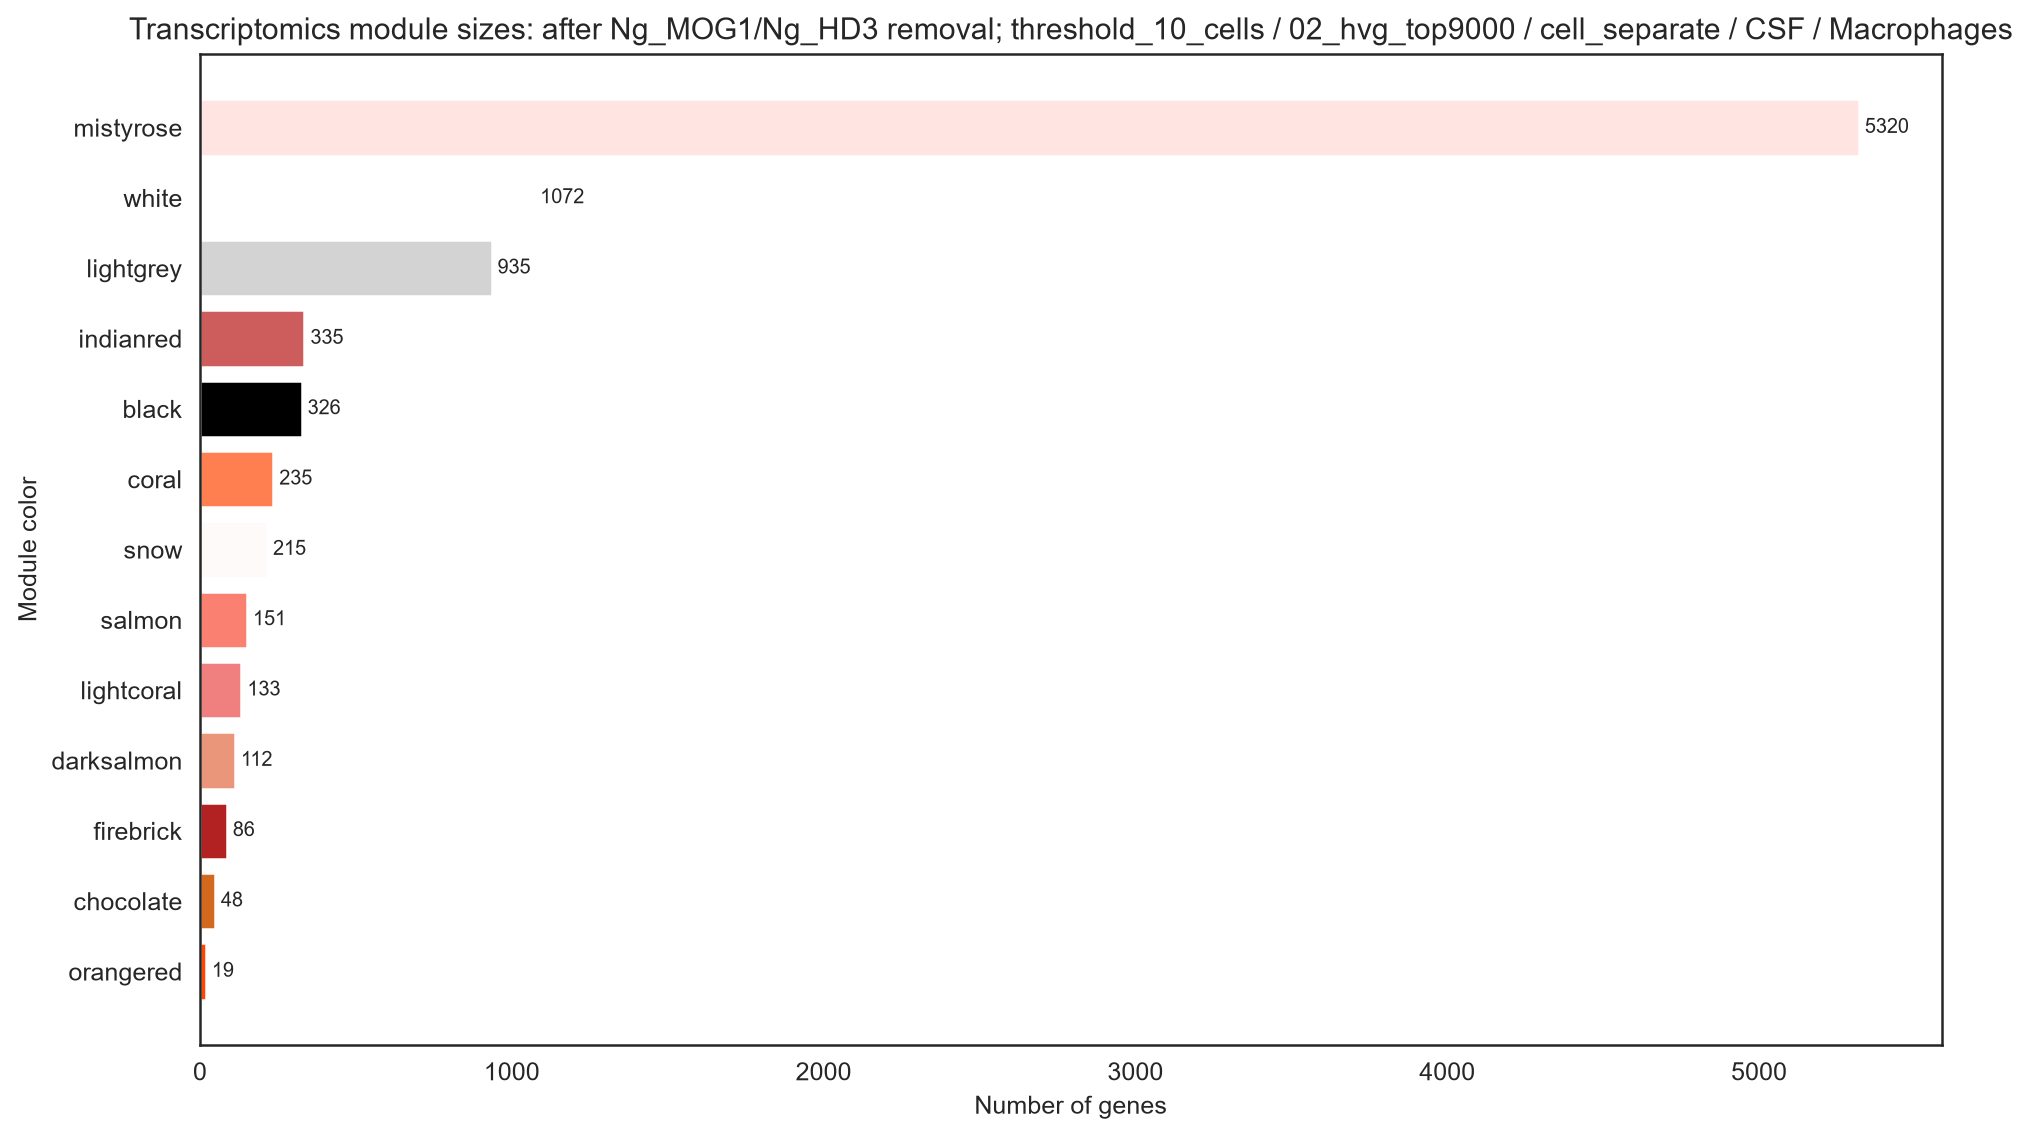 Transcriptomics module sizes: after Ng_MOG1/Ng_HD3 removal; threshold_10_cells / 02_hvg_top9000 / cell_separate / CSF / Macrophages
Module color
mistyrose 5320
white 1072
lightgrey 935
indianred 335
black 326
coral 235
snow 215
salmon 151
lightcoral 133
darksalmon 112
firebrick 86
chocolate 48
orangered 19
0 1000 2000 3000 4000 5000
Number of genes